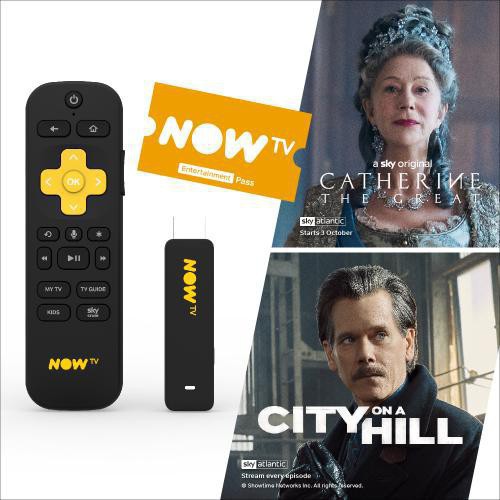 OK
MY TV
TV GUIDE
KIDS
sky
NOW TV
NOW TV
NOW TV
Entertainment Pass
a sky original
CATHERINE
THE GREAT
sky atlantic
Starts 3 October
CITY ON A
HILL
sky atlantic
Stream every episode
© Showtime Networks Inc. All rights reserved.